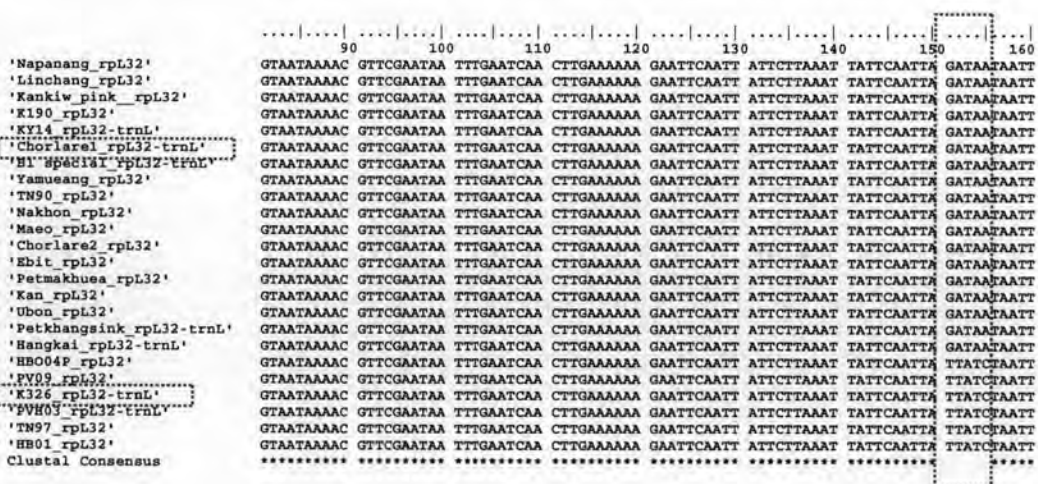 ....|....| ....|....| ....|....| ....|....| ....|....| ....|....| ....|....| ....|....|
90 100 110 120 130 140 150 160
'Napanang_rpL32' GTAATAAAAC GTTCGAATAA TTTGAATCAA CTTGAAAAAA GAATTCAATT ATTCTTAAAT TATTCAATTA GATAATAATT
'Linchang_rpL32' GTAATAAAAC GTTCGAATAA TTTGAATCAA CTTGAAAAAA GAATTCAATT ATTCTTAAAT TATTCAATTA GATAATAATT
'Kankiw_pink__rpL32' GTAATAAAAC GTTCGAATAA TTTGAATCAA CTTGAAAAAA GAATTCAATT ATTCTTAAAT TATTCAATTA GATAATAATT
'K190_rpL32' GTAATAAAAC GTTCGAATAA TTTGAATCAA CTTGAAAAAA GAATTCAATT ATTCTTAAAT TATTCAATTA GATAATAATT
'KY14_rpL32-trnL' GTAATAAAAC GTTCGAATAA TTTGAATCAA CTTGAAAAAA GAATTCAATT ATTCTTAAAT TATTCAATTA GATAATAATT
'Chorlare1_rpL32-trnL' GTAATAAAAC GTTCGAATAA TTTGAATCAA CTTGAAAAAA GAATTCAATT ATTCTTAAAT TATTCAATTA GATAATAATT
'B1 special_rpL32-trnL' GTAATAAAAC GTTCGAATAA TTTGAATCAA CTTGAAAAAA GAATTCAATT ATTCTTAAAT TATTCAATTA GATAATAATT
'Yamueang_rpL32' GTAATAAAAC GTTCGAATAA TTTGAATCAA CTTGAAAAAA GAATTCAATT ATTCTTAAAT TATTCAATTA GATAATAATT
'TN90_rpL32' GTAATAAAAC GTTCGAATAA TTTGAATCAA CTTGAAAAAA GAATTCAATT ATTCTTAAAT TATTCAATTA GATAATAATT
'Nakhon_rpL32' GTAATAAAAC GTTCGAATAA TTTGAATCAA CTTGAAAAAA GAATTCAATT ATTCTTAAAT TATTCAATTA GATAATAATT
'Maeo_rpL32' GTAATAAAAC GTTCGAATAA TTTGAATCAA CTTGAAAAAA GAATTCAATT ATTCTTAAAT TATTCAATTA GATAATAATT
'Chorlare2_rpL32' GTAATAAAAC GTTCGAATAA TTTGAATCAA CTTGAAAAAA GAATTCAATT ATTCTTAAAT TATTCAATTA GATAATAATT
'Ebit_rpL32' GTAATAAAAC GTTCGAATAA TTTGAATCAA CTTGAAAAAA GAATTCAATT ATTCTTAAAT TATTCAATTA GATAATAATT
'Petmakhuea_rpL32' GTAATAAAAC GTTCGAATAA TTTGAATCAA CTTGAAAAAA GAATTCAATT ATTCTTAAAT TATTCAATTA GATAATAATT
'Kan_rpL32' GTAATAAAAC GTTCGAATAA TTTGAATCAA CTTGAAAAAA GAATTCAATT ATTCTTAAAT TATTCAATTA GATAATAATT
'Ubon_rpL32' GTAATAAAAC GTTCGAATAA TTTGAATCAA CTTGAAAAAA GAATTCAATT ATTCTTAAAT TATTCAATTA GATAATAATT
'Petkhangsink_rpL32-trnL' GTAATAAAAC GTTCGAATAA TTTGAATCAA CTTGAAAAAA GAATTCAATT ATTCTTAAAT TATTCAATTA GATAATAATT
'Hangkai_rpL32-trnL' GTAATAAAAC GTTCGAATAA TTTGAATCAA CTTGAAAAAA GAATTCAATT ATTCTTAAAT TATTCAATTA GATAATAATT
'HBO04P_rpL32' GTAATAAAAC GTTCGAATAA TTTGAATCAA CTTGAAAAAA GAATTCAATT ATTCTTAAAT TATTCAATTA TTATCTAATT
'PV09_rpL32' GTAATAAAAC GTTCGAATAA TTTGAATCAA CTTGAAAAAA GAATTCAATT ATTCTTAAAT TATTCAATTA TTATCTAATT
'K326_rpL32-trnL' GTAATAAAAC GTTCGAATAA TTTGAATCAA CTTGAAAAAA GAATTCAATT ATTCTTAAAT TATTCAATTA TTATCTAATT
'PVH03_rpL32-trnL' GTAATAAAAC GTTCGAATAA TTTGAATCAA CTTGAAAAAA GAATTCAATT ATTCTTAAAT TATTCAATTA TTATCTAATT
'TN97_rpL32' GTAATAAAAC GTTCGAATAA TTTGAATCAA CTTGAAAAAA GAATTCAATT ATTCTTAAAT TATTCAATTA TTATCTAATT
'HB01_rpL32' GTAATAAAAC GTTCGAATAA TTTGAATCAA CTTGAAAAAA GAATTCAATT ATTCTTAAAT TATTCAATTA TTATCTAATT
Clustal Consensus ********** ********** ********** ********** ********** ********** ********** *****